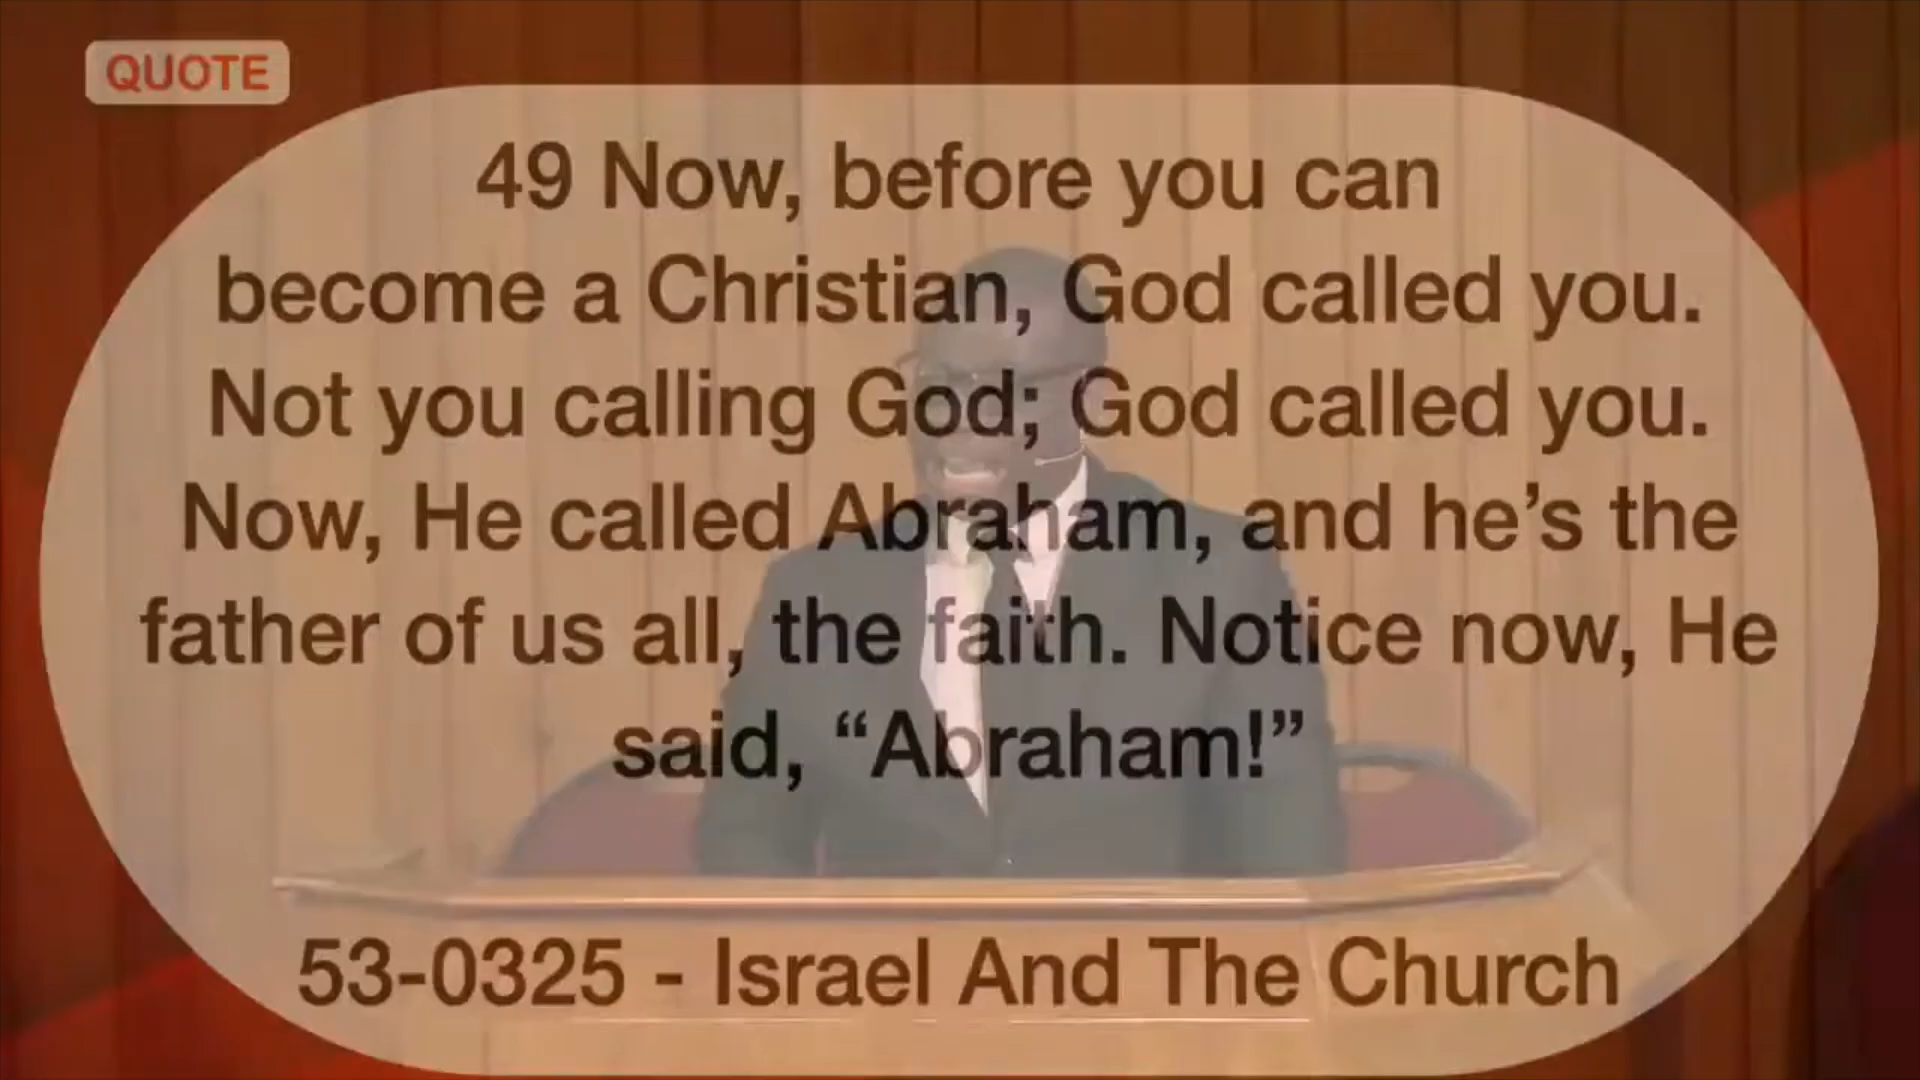 QUOTE
49 Now, before you can
become a Christian, God called you.
Not you calling God; God called you.
Now, He called Abraham, and he’s the
father of us all, the faith. Notice now, He
said, “Abraham!”
53-0325 - Israel And The Church